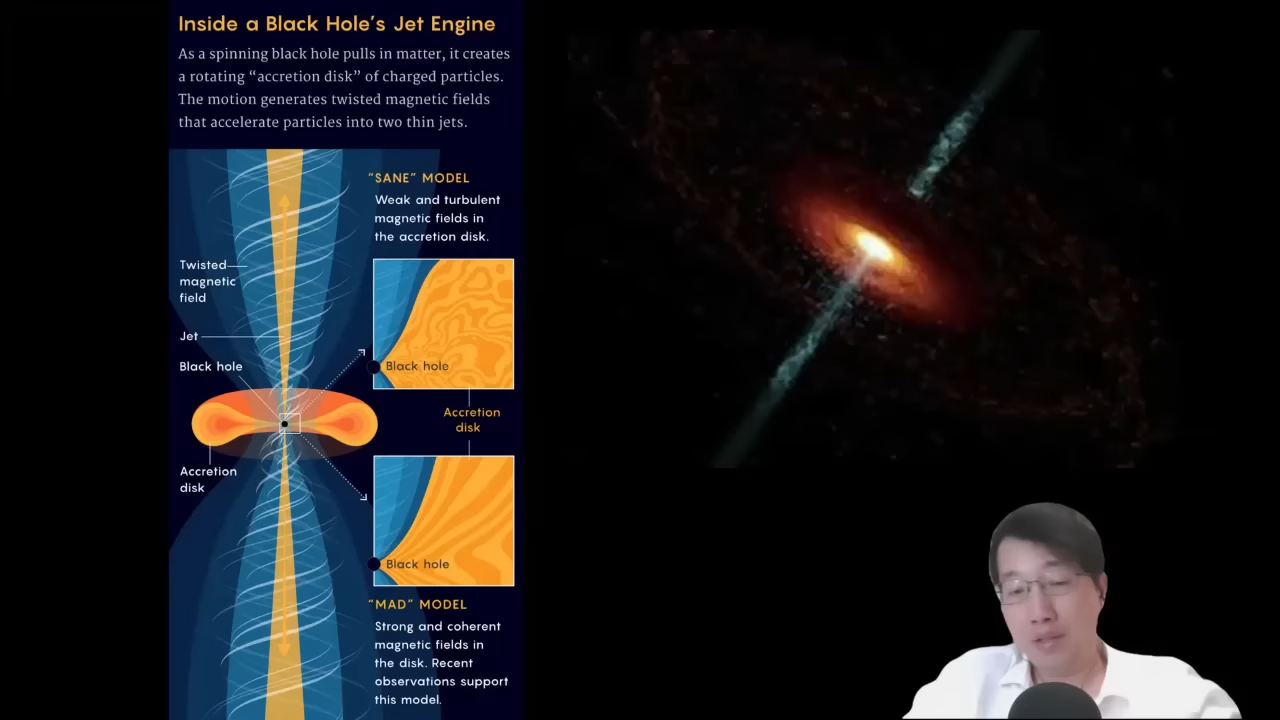 Inside a Black Hole’s Jet Engine
As a spinning black hole pulls in matter, it creates
a rotating “accretion disk” of charged particles.
The motion generates twisted magnetic fields
that accelerate particles into two thin jets.
“SANE” MODEL
Weak and turbulent
magnetic fields in
the accretion disk.
Twisted
magnetic
field
Jet
Black hole
Black hole
Accretion
disk
Accretion
disk
Black hole
“MAD” MODEL
Strong and coherent
magnetic fields in
the disk. Recent
observations support
this model.